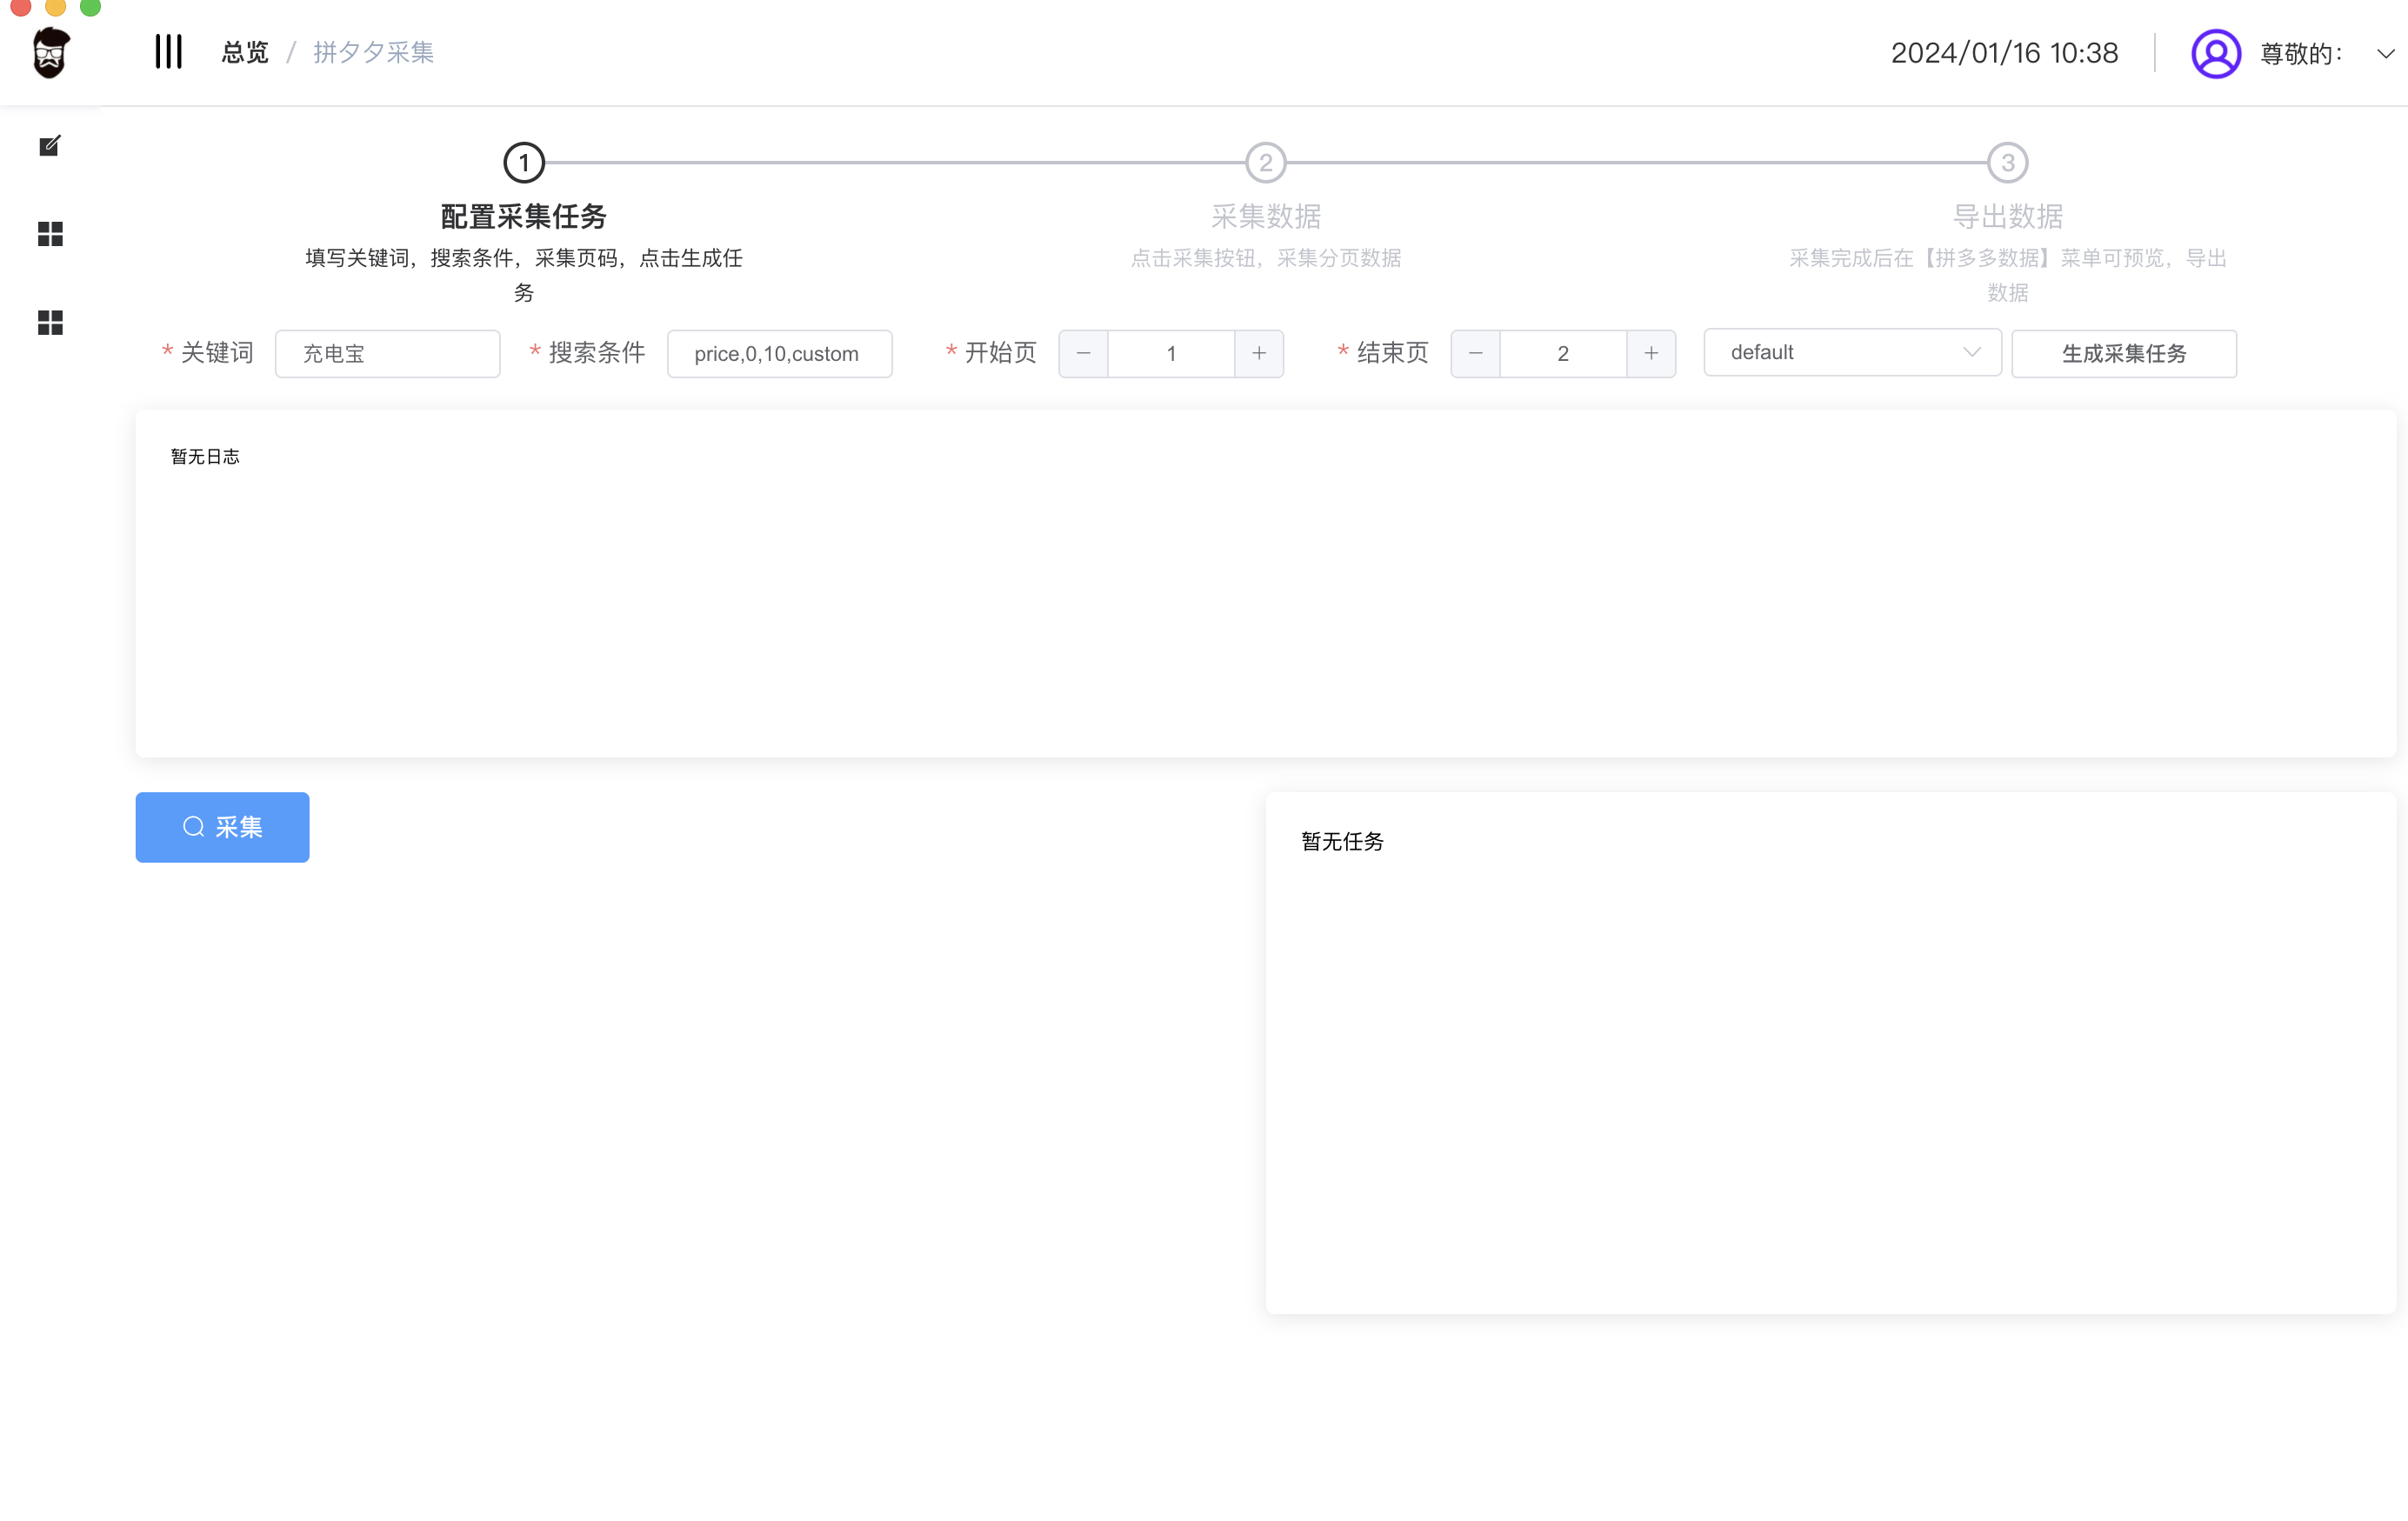 总览 / 拼夕夕采集
2024/01/16 10:38
尊敬的：
1
2
3
配置采集任务
填写关键词，搜索条件，采集页码，点击生成任
务
采集数据
点击采集按钮，采集分页数据
导出数据
采集完成后在【拼多多数据】菜单可预览，导出
数据
* 关键词 充电宝 * 搜索条件 price,0,10,custom * 开始页 − 1 + * 结束页 − 2 + default 生成采集任务
暂无日志
采集
暂无任务